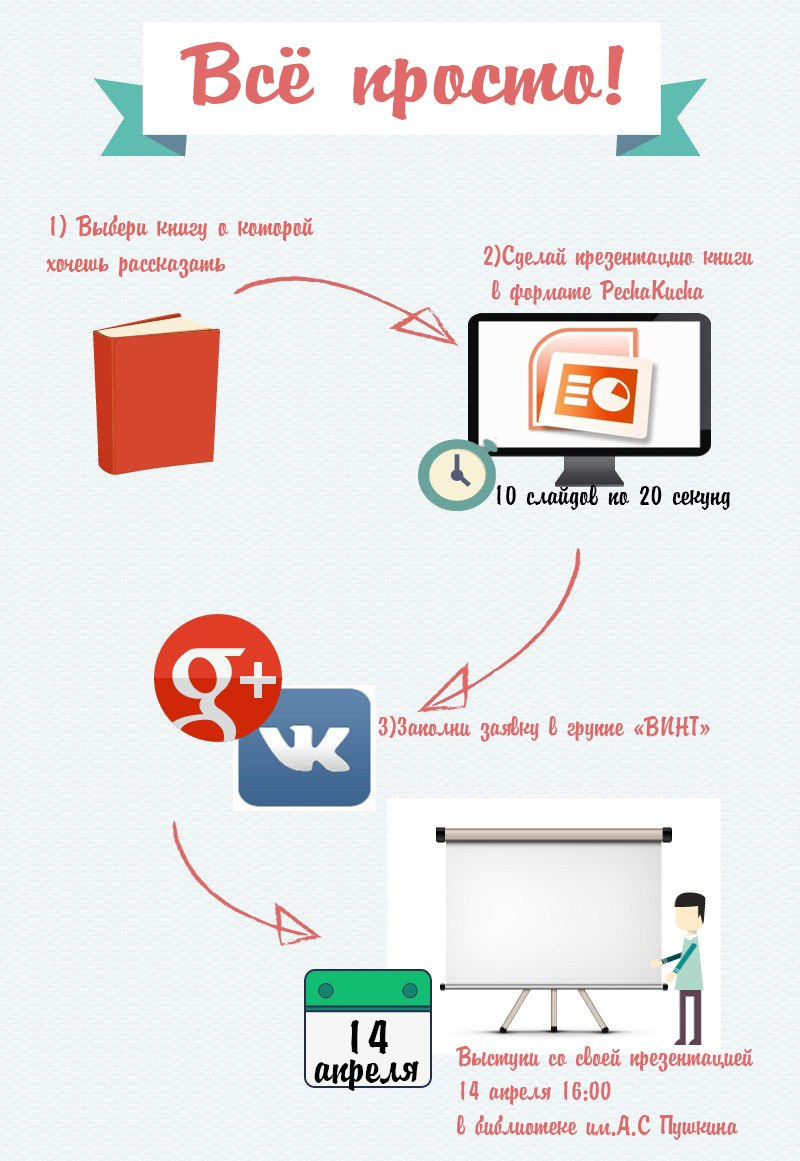 Всё просто!
1) Выбери книгу о которой
хочешь рассказать
2)Сделай презентацию книги
в формате PechaKucha
10 слайдов по 20 секунд
g+
3)Заполни заявку в группе «ВИНТ»
14
апреля
Выступи со своей презентацией
14 апреля 16:00
в библиотеке им.А.С Пушкина